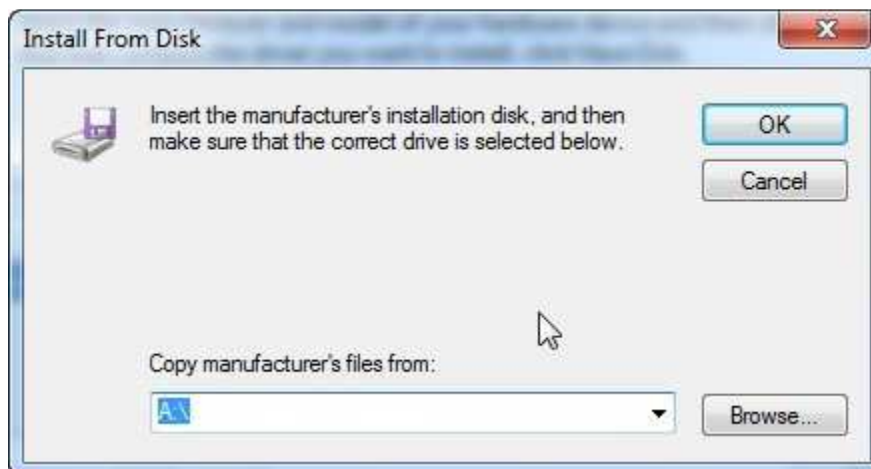 Install From Disk
Insert the manufacturer's installation disk, and then
make sure that the correct drive is selected below.
OK
Cancel
Copy manufacturer's files from:
A:\
Browse...